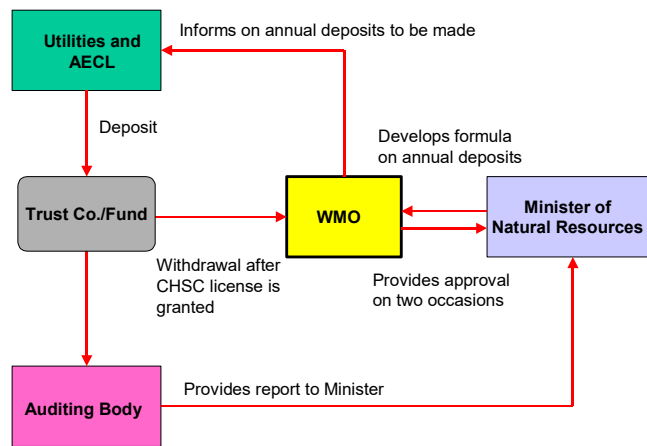 Informs on annual deposits to be made
Utilities and
AECL
Deposit
Develops formula
on annual deposits
Trust Co./Fund
WMO
Minister of
Natural Resources
Withdrawal after
CHSC license is
granted
Provides approval
on two occasions
Provides report to Minister
Auditing Body